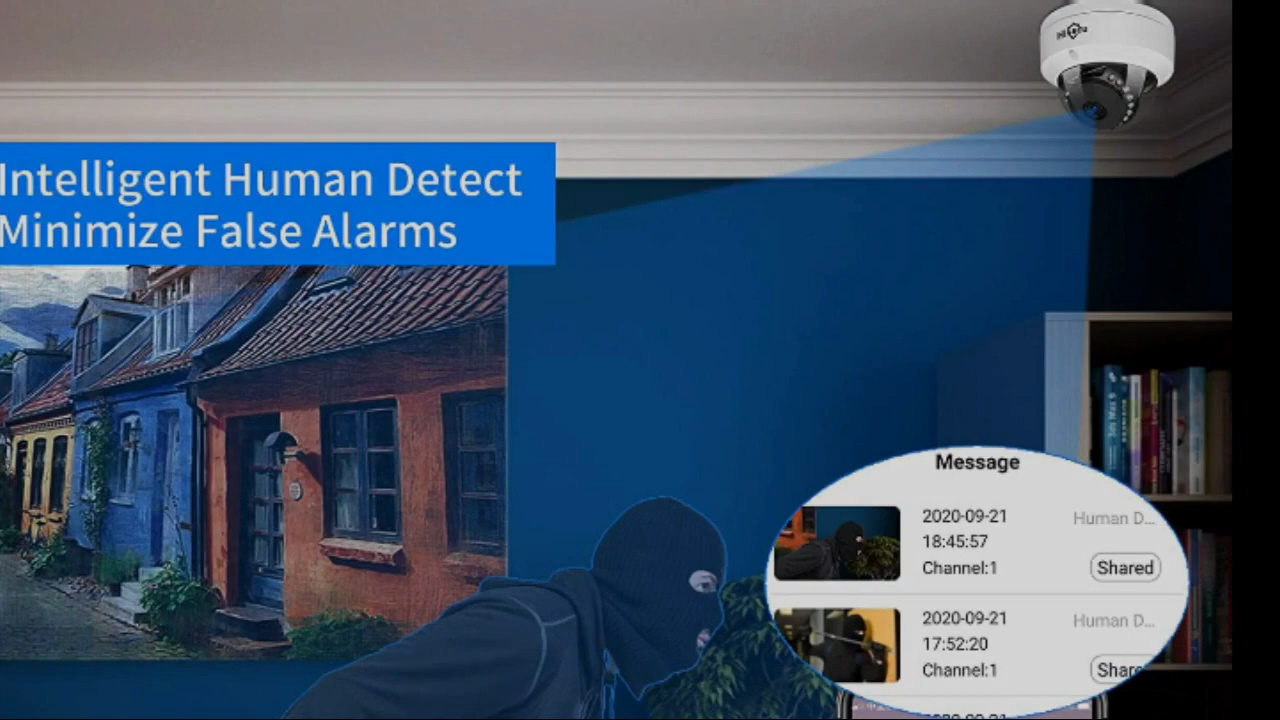 Intelligent Human Detect
Minimize False Alarms
Message
2020-09-21
Human D...
18:45:57
Channel:1
Shared
2020-09-21
Human D...
17:52:20
Channel:1
Share